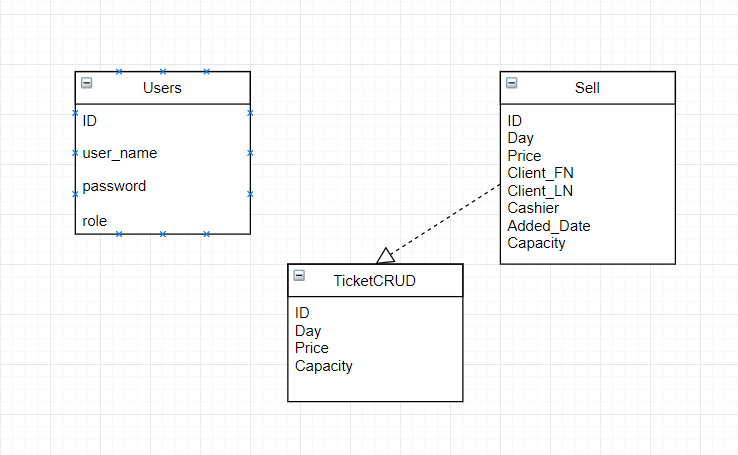 Users
ID
user_name
password
role
Sell
ID
Day
Price
Client_FN
Client_LN
Cashier
Added_Date
Capacity
TicketCRUD
ID
Day
Price
Capacity